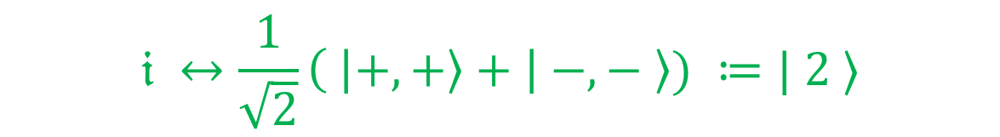 𝔦 ↔ 1/√2 ( |+, +⟩ + | −, − ⟩) ≔ | 2 ⟩